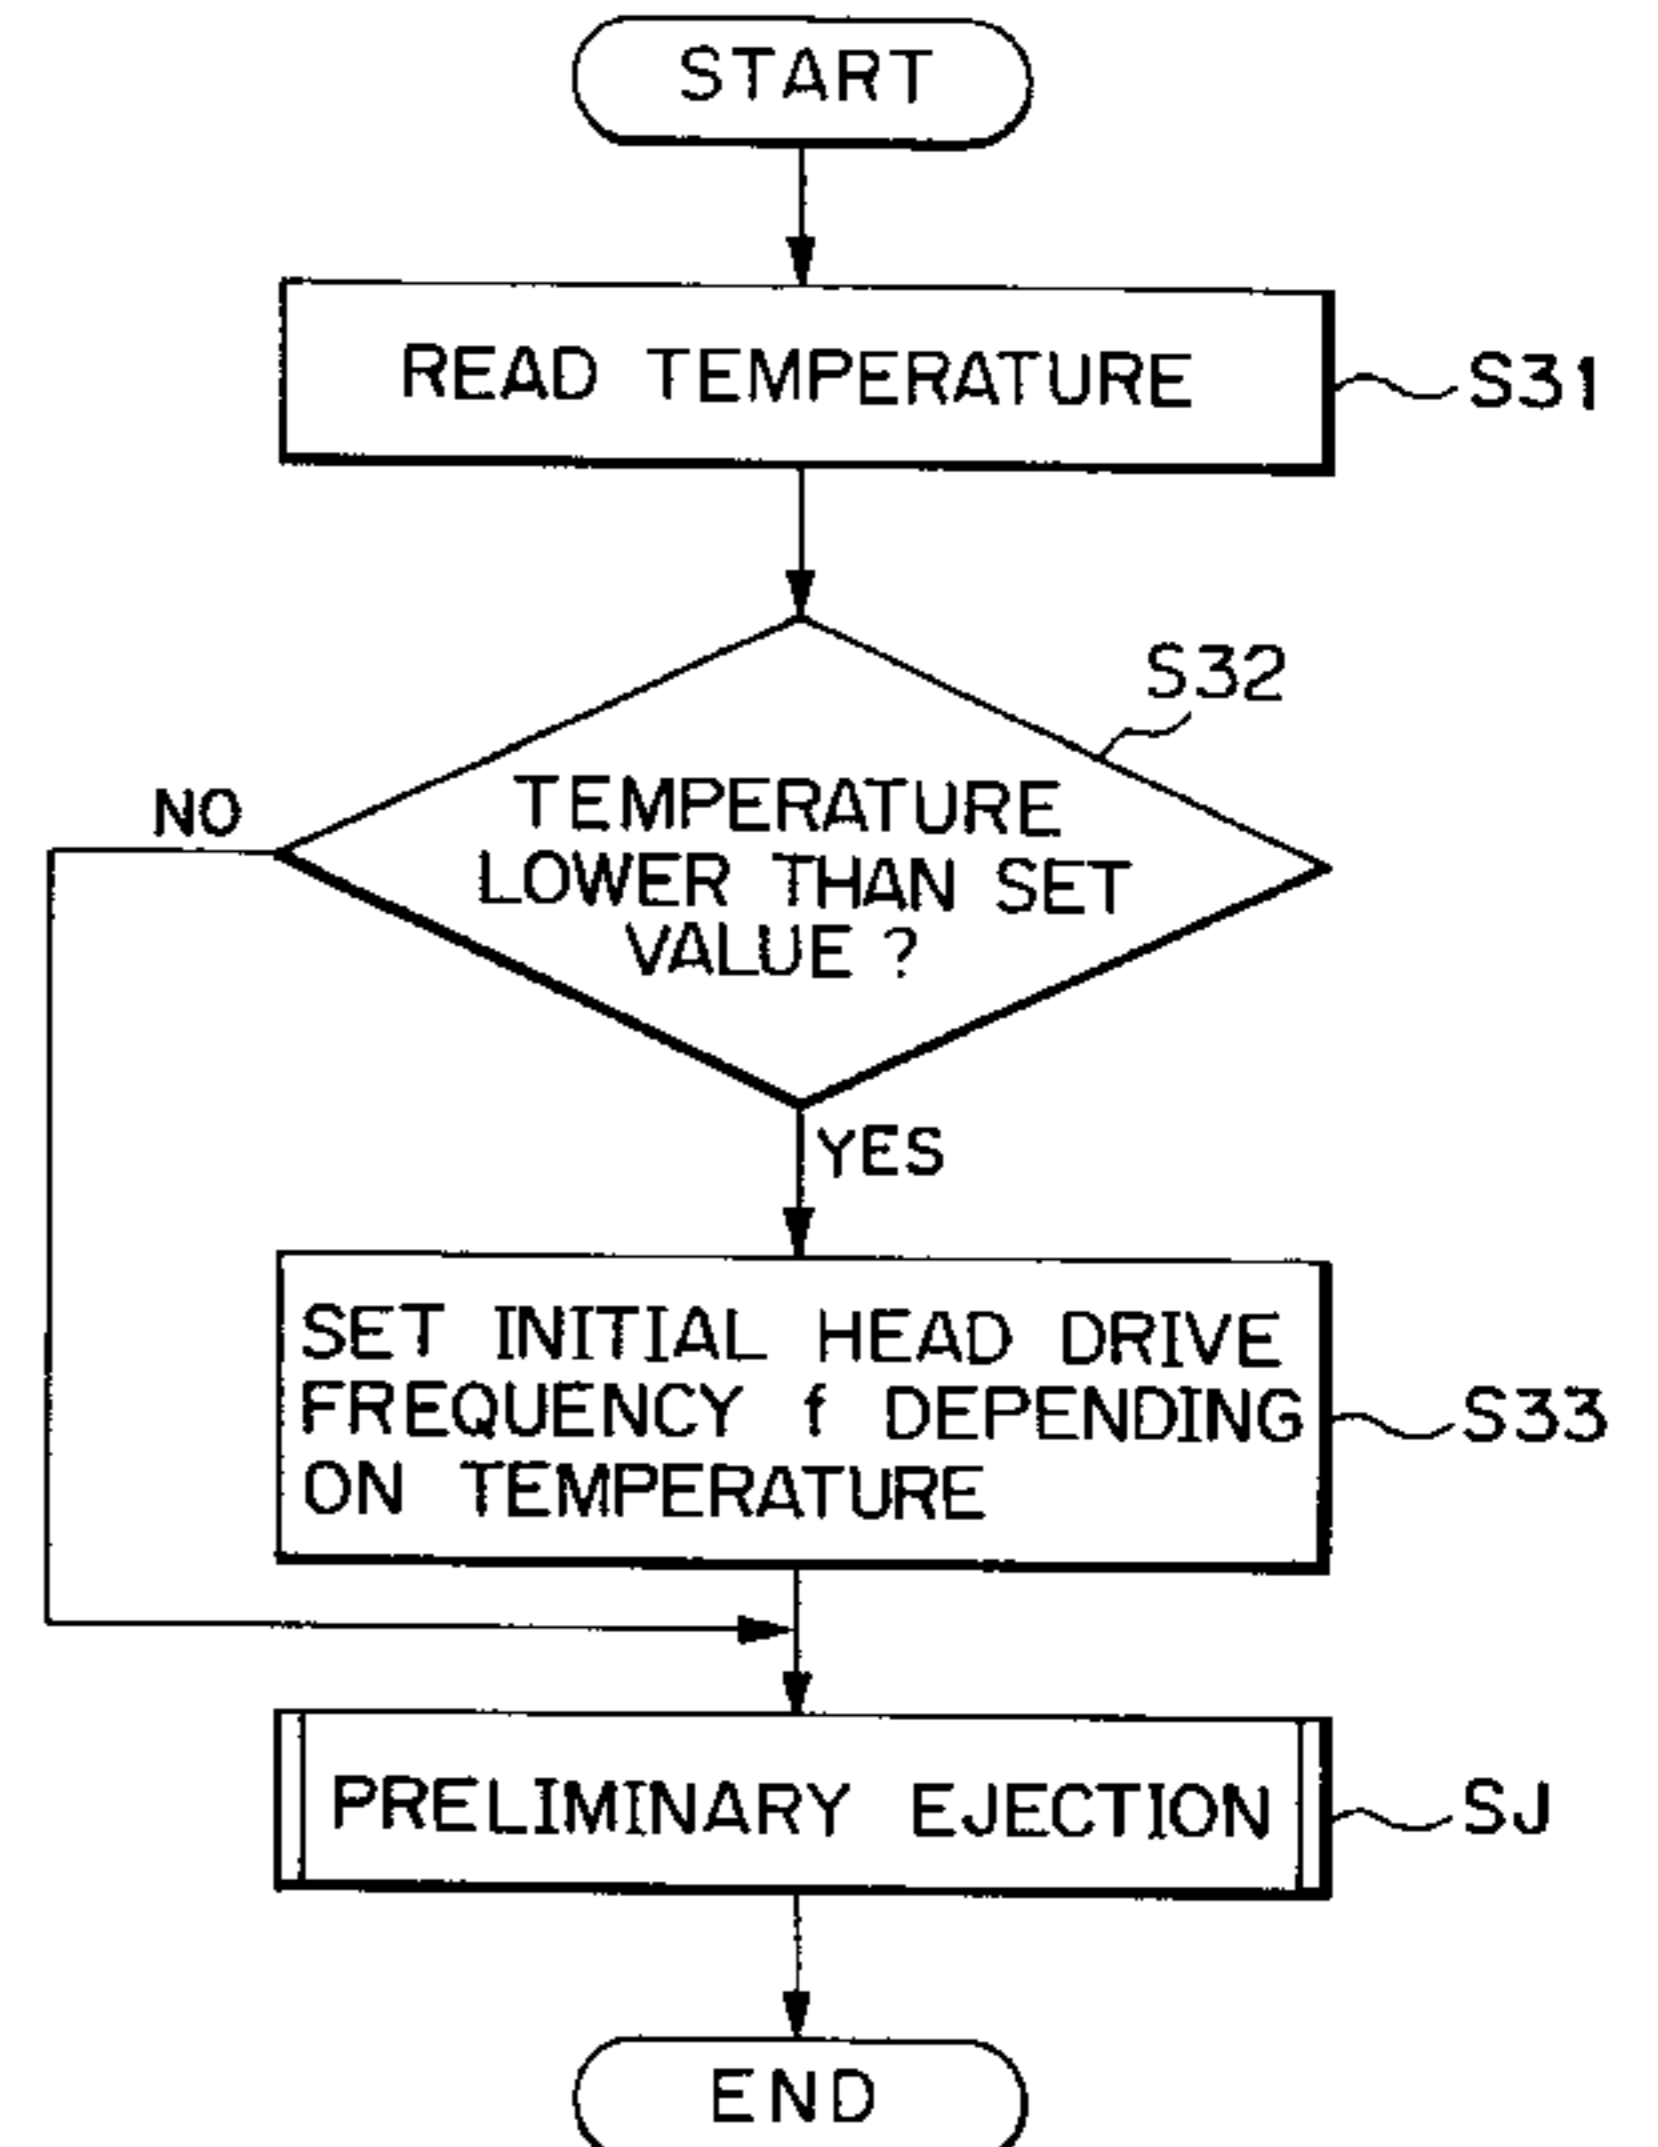 START
READ TEMPERATURE
S31
S32
NO
TEMPERATURE
LOWER THAN SET
VALUE ?
YES
SET INITIAL HEAD DRIVE
FREQUENCY f DEPENDING
ON TEMPERATURE
S33
PRELIMINARY EJECTION
SJ
END